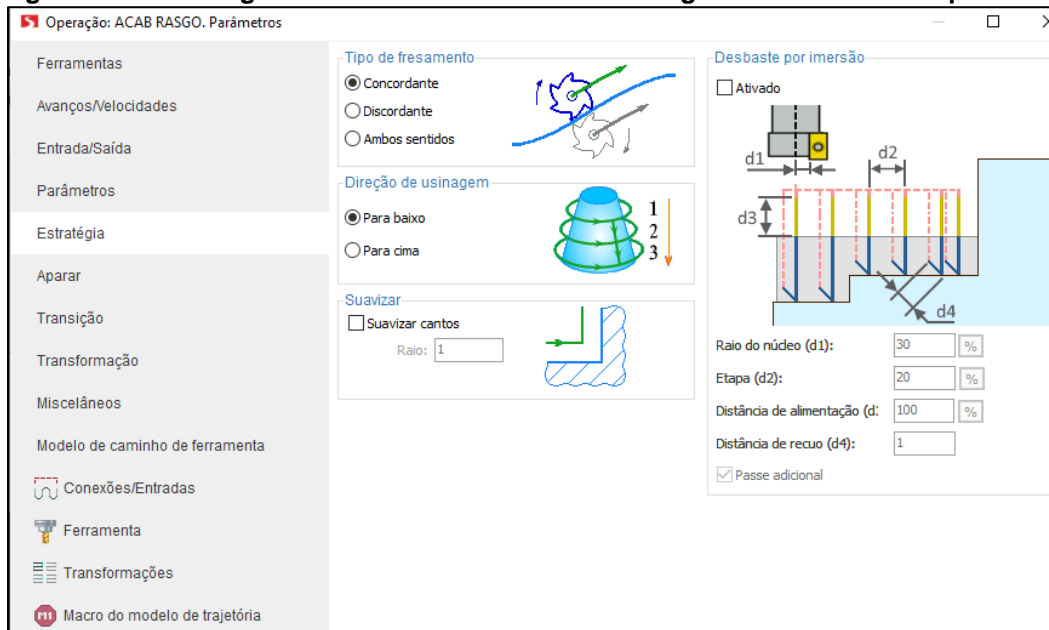 Operação: ACAB RASGO. Parâmetros
Ferramentas
Avanços/Velocidades
Entrada/Saída
Parâmetros
Estratégia
Aparar
Transição
Transformação
Miscelâneos
Modelo de caminho de ferramenta
Conexões/Entradas
Ferramenta
Transformações
M1
Macro do modelo de trajetória
Tipo de fresamento
Concordante
Discordante
Ambos sentidos
Direção de usinagem
Para baixo
Para cima
1
2
3
Suavizar
Suavizar cantos
Raio: 1
Desbaste por imersão
Ativado
d1
d2
d3
d4
Raio do núcleo (d1): 30 %
Etapa (d2): 20 %
Distância de alimentação (d: 100 %
Distância de recuo (d4): 1
Passe adicional